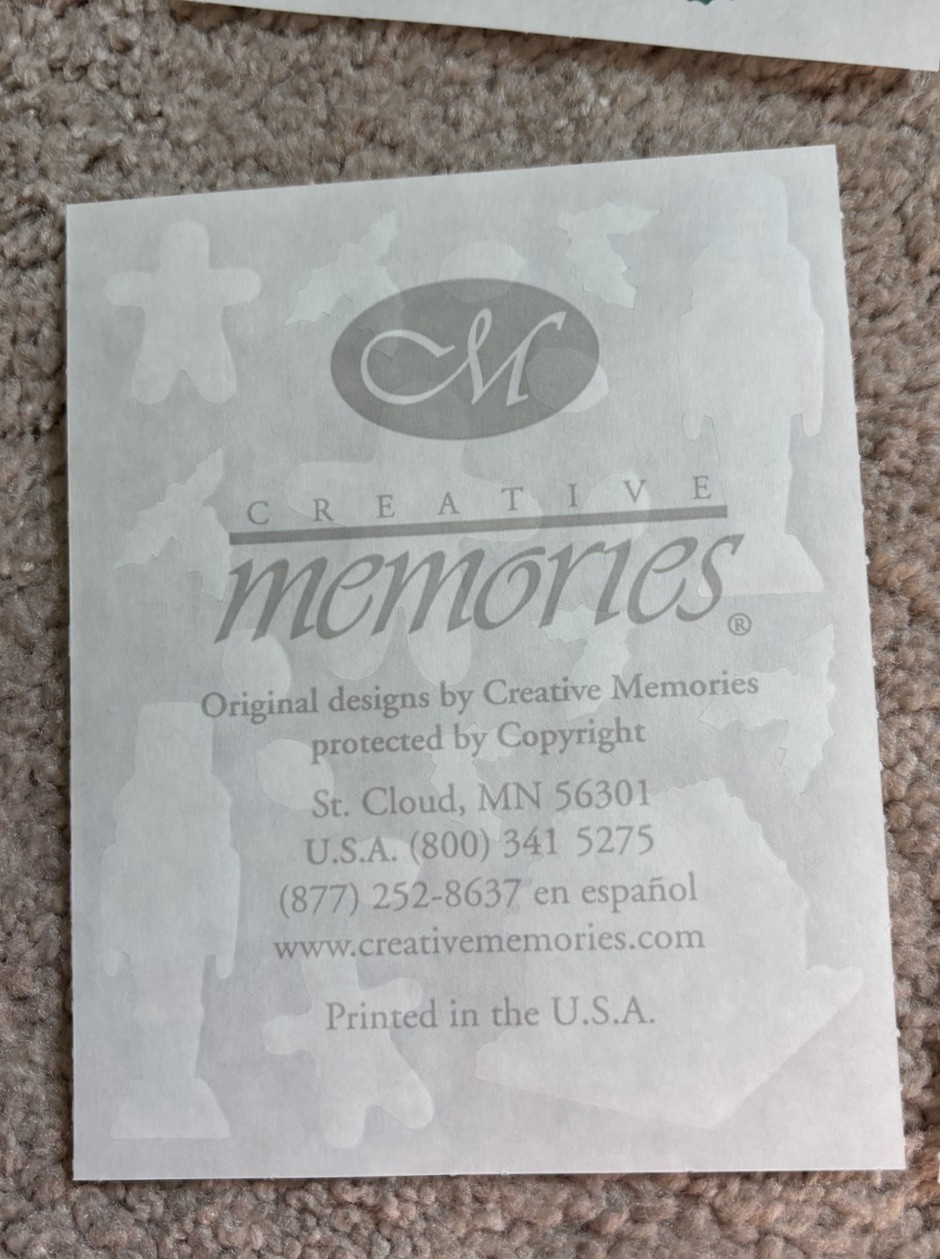 CM
CREATIVE
memories®
Original designs by Creative Memories
protected by Copyright
St. Cloud, MN 56301
U.S.A. (800) 341 5275
(877) 252-8637 en español
www.creativememories.com
Printed in the U.S.A.